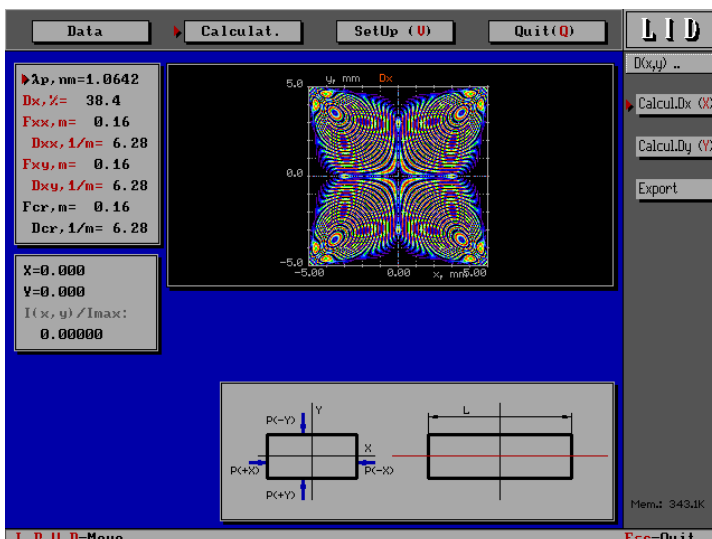 Data
Calculat.
SetUp (U)
Quit(Q)
LID
D(x,y) ..
Calcul.Dx (X)
Calcul.Dy (Y)
Export
Mem.: 343.1K
λp,nm=1.0642
Dx,%= 38.4
Fxx,m= 0.16
Dxx,1/m= 6.28
Fxy,m= 0.16
Dxy,1/m= 6.28
Fcr,m= 0.16
Dcr,1/m= 6.28
X=0.000
Y=0.000
I(x,y)/Imax:
0.00000
y, mm Dx
5.0
0.0
-5.0
-5.00 0.00 x, mm 5.00
P(-Y) Y
X
P(+X) P(-X)
P(+Y)
L
Esc-Quit